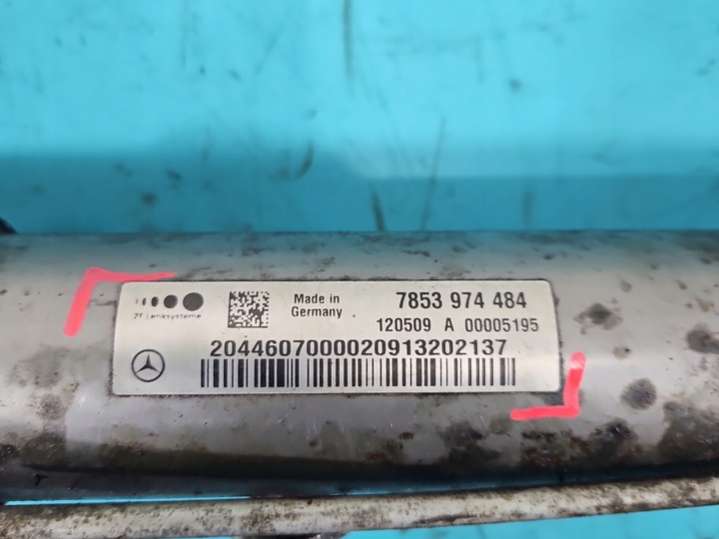 ZF Lenksysteme
Made in
Germany
7853 974 484
120509 A 00005195
2044607000020913202137